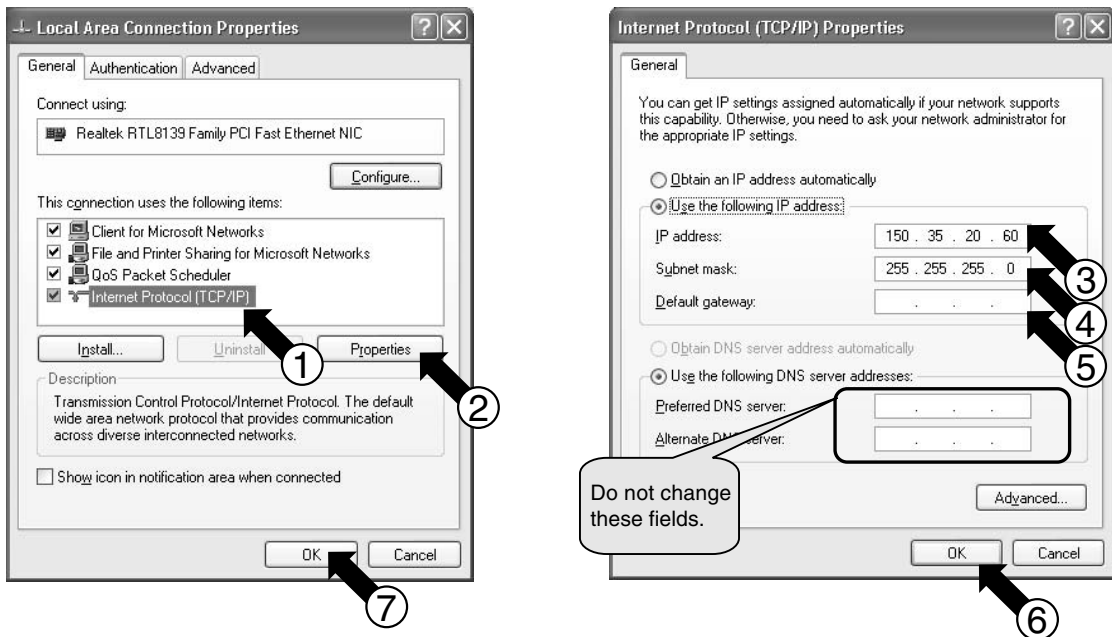 Local Area Connection Properties
General Authentication Advanced
Connect using:
Realtek RTL8139 Family PCI Fast Ethernet NIC
Configure...
This connection uses the following items:
Client for Microsoft Networks
File and Printer Sharing for Microsoft Networks
QoS Packet Scheduler
Internet Protocol (TCP/IP)
1
Install... Uninstall Properties
2
Description
Transmission Control Protocol/Internet Protocol. The default
wide area network protocol that provides communication
across diverse interconnected networks.
Show icon in notification area when connected
OK Cancel
7
Internet Protocol (TCP/IP) Properties
General
You can get IP settings assigned automatically if your network supports
this capability. Otherwise, you need to ask your network administrator for
the appropriate IP settings.
Obtain an IP address automatically
Use the following IP address:
IP address: 150 . 35 . 20 . 60
3
Subnet mask: 255 . 255 . 255 . 0
4
Default gateway: . . .
5
Obtain DNS server address automatically
Use the following DNS server addresses:
Preferred DNS server: . . .
Alternate DNS server: . . .
Do not change
these fields.
Advanced...
OK Cancel
6